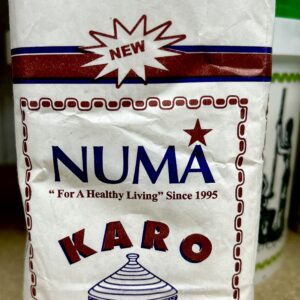 NEW
NUMA
"For A Healthy Living" Since 1995
KARO